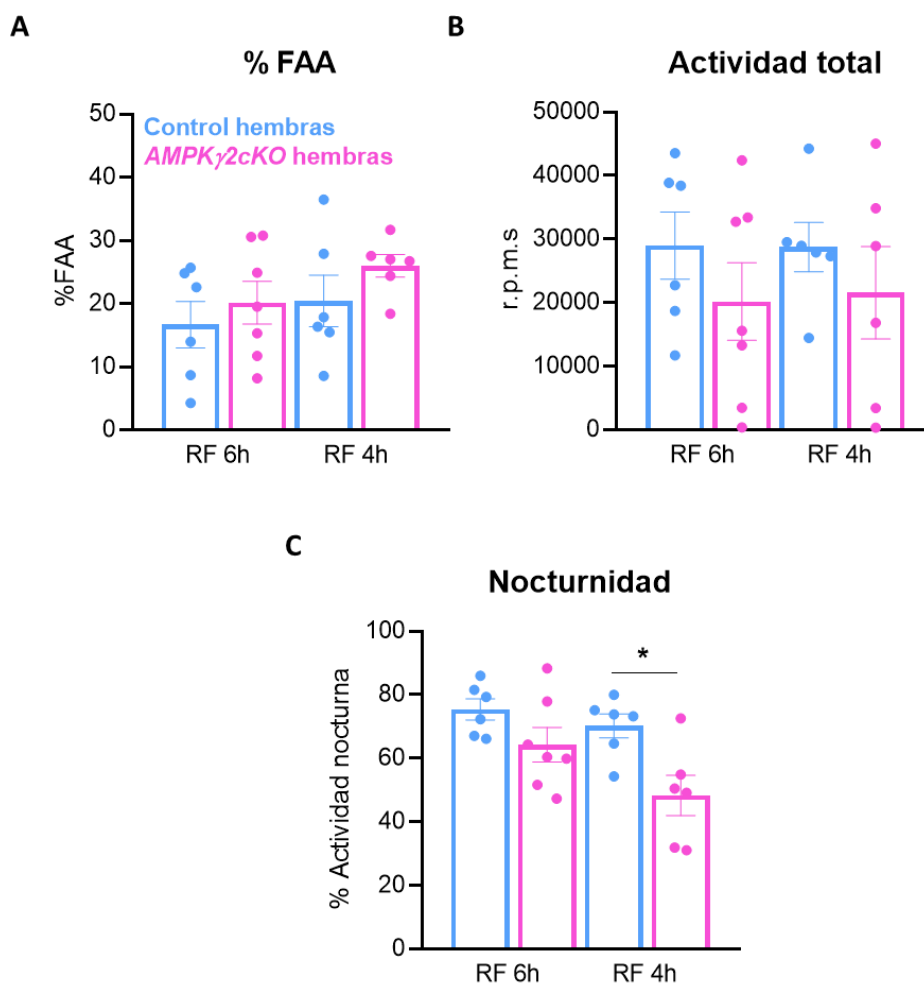 A
% FAA
%FAA
50
40
30
20
10
0
Control hembras
AMPKγ2cKO hembras
RF 6h
RF 4h
B
Actividad total
r.p.m.s
50000
40000
30000
20000
10000
0
RF 6h
RF 4h
C
Nocturnidad
% Actividad nocturna
100
80
60
40
20
0
*
RF 6h
RF 4h